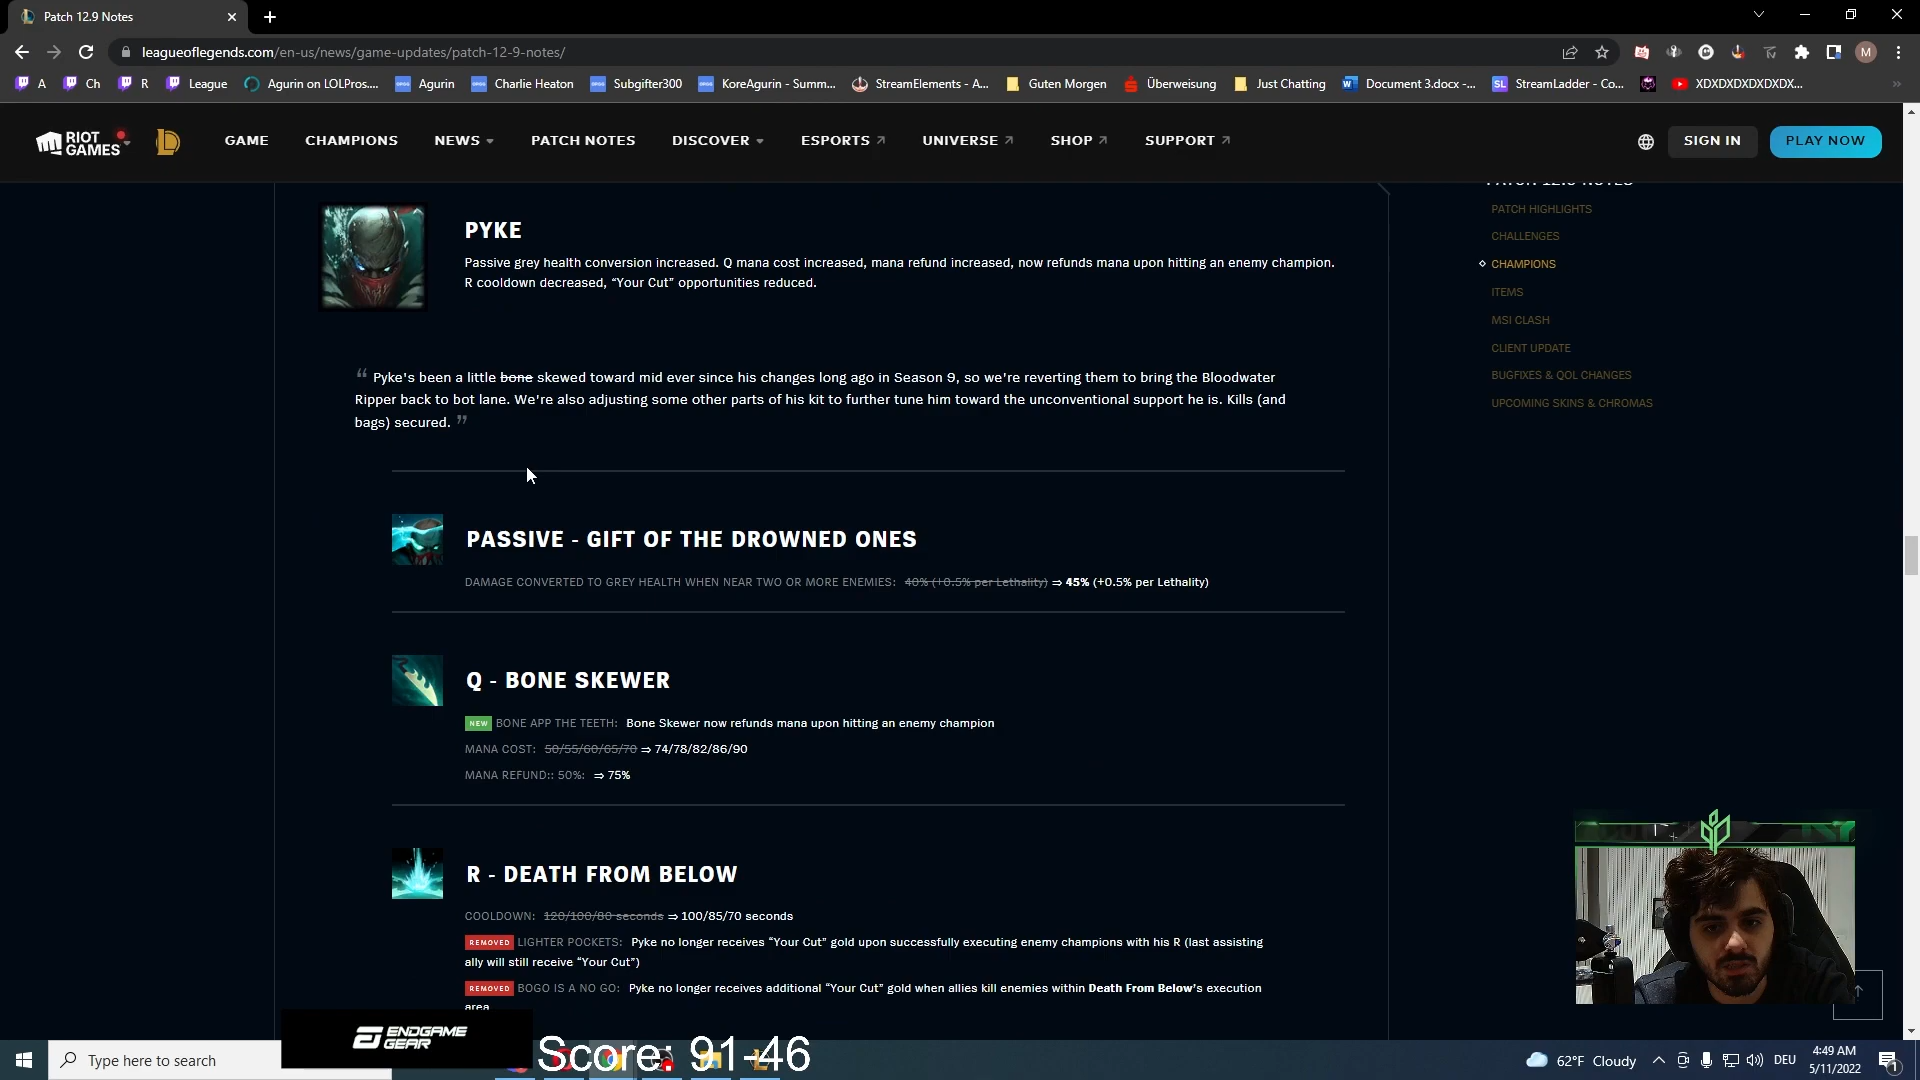 Patch 12.9 Notes
leagueoflegends.com/en-us/news/game-updates/patch-12-9-notes/
M
A Ch R League Agurin on LOLPros.... Agurin Charlie Heaton Subgifter300 KoreAgurin - Summ... StreamElements - A... Guten Morgen Überweisung Just Chatting Document 3.docx -... SL StreamLadder - Co... XDXDXDXDXDXDX...
RIOT GAMES GAME CHAMPIONS NEWS PATCH NOTES DISCOVER ESPORTS UNIVERSE SHOP SUPPORT SIGN IN PLAY NOW
PATCH 12.9 NOTES
PATCH HIGHLIGHTS
CHALLENGES
CHAMPIONS
ITEMS
MSI CLASH
CLIENT UPDATE
BUGFIXES & QOL CHANGES
UPCOMING SKINS & CHROMAS
PYKE
Passive grey health conversion increased. Q mana cost increased, mana refund increased, now refunds mana upon hitting an enemy champion.
R cooldown decreased, “Your Cut” opportunities reduced.
“ Pyke's been a little bone skewed toward mid ever since his changes long ago in Season 9, so we're reverting them to bring the Bloodwater
Ripper back to bot lane. We're also adjusting some other parts of his kit to further tune him toward the unconventional support he is. Kills (and
bags) secured. ”
PASSIVE - GIFT OF THE DROWNED ONES
DAMAGE CONVERTED TO GREY HEALTH WHEN NEAR TWO OR MORE ENEMIES: 40% (+0.5% per Lethality) ⇒ 45% (+0.5% per Lethality)
Q - BONE SKEWER
NEW BONE APP THE TEETH: Bone Skewer now refunds mana upon hitting an enemy champion
MANA COST: 50/55/60/65/70 ⇒ 74/78/82/86/90
MANA REFUND:: 50%: ⇒ 75%
R - DEATH FROM BELOW
COOLDOWN: 120/100/80 seconds ⇒ 100/85/70 seconds
REMOVED LIGHTER POCKETS: Pyke no longer receives “Your Cut” gold upon successfully executing enemy champions with his R (last assisting
ally will still receive “Your Cut”)
REMOVED BOGO IS A NO GO: Pyke no longer receives additional “Your Cut” gold when allies kill enemies within Death From Below's execution
area
ENDGAME GEAR
Score: 91-46
Type here to search
62°F Cloudy
DEU
4:49 AM
5/11/2022
1